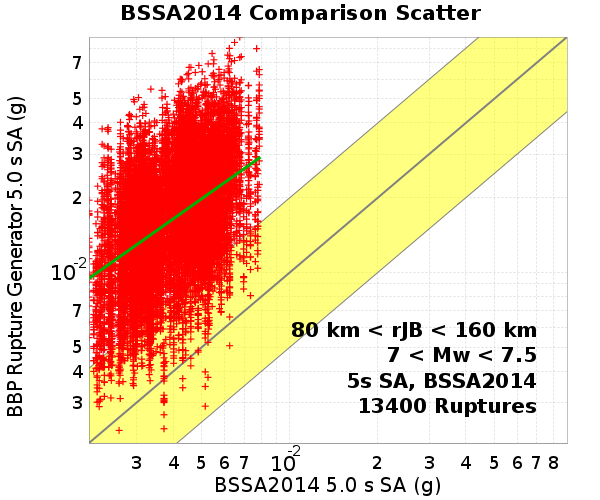 BSSA2014 Comparison Scatter
BBP Rupture Generator 5.0 s SA (g)
7
5
4
3
2
10-2
7
5
4
3
80 km < rJB < 160 km
7 < Mw < 7.5
5s SA, BSSA2014
13400 Ruptures
3 4 5 6 7 10-2 2 3 4 5 6 7 8
BSSA2014 5.0 s SA (g)